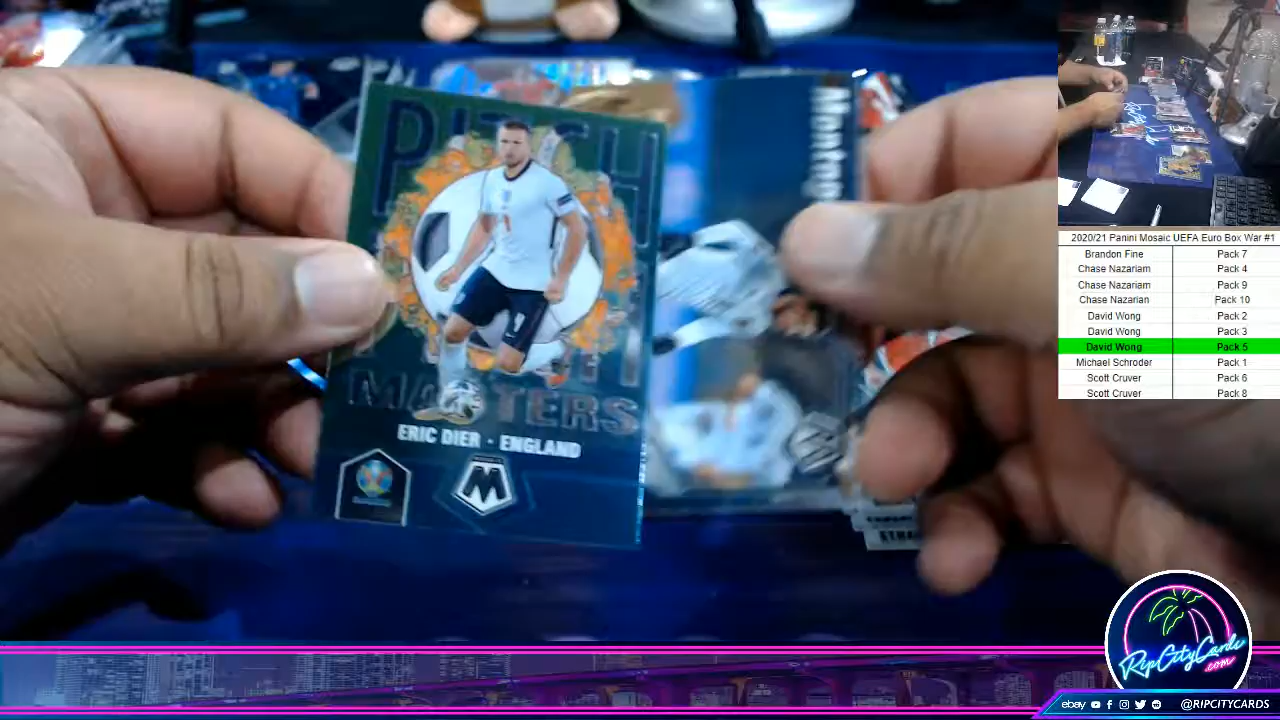 PITCH
MASTERS
ERIC DIER · ENGLAND
M
2020/21 Panini Mosaic UEFA Euro Box War #1
Brandon Fine Pack 7
Chase Nazariam Pack 4
Chase Nazariam Pack 9
Chase Nazarian Pack 10
David Wong Pack 2
David Wong Pack 3
David Wong Pack 5
Michael Schroder Pack 1
Scott Cruver Pack 6
Scott Cruver Pack 8
RipCityCards
.com
ebay @RIPCITYCARDS